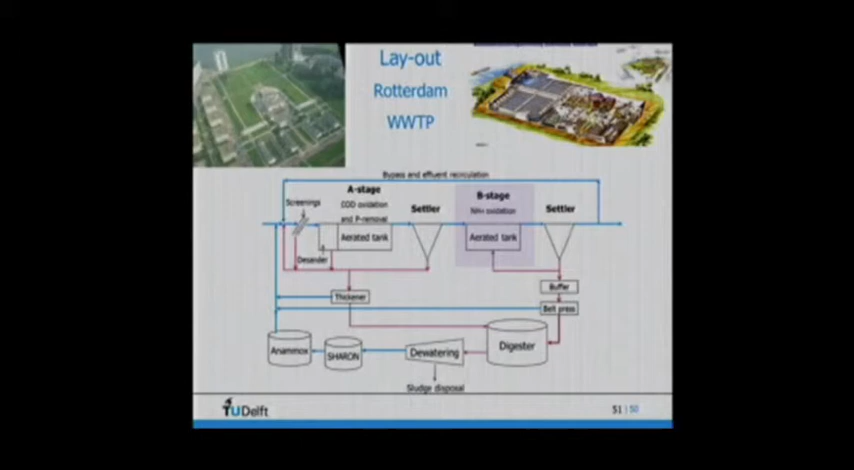 Lay-out
Rotterdam
WWTP
Bypass and effluent recirculation
A-stage
COD oxidation
and P-removal
Screenings
Settler
B-stage
NH4 oxidation
Settler
Aerated tank
Aerated tank
Desander
Thickener
Buffer
Belt press
Anammox
SHARON
Dewatering
Digester
Sludge disposal
TUDelft
51 | 50